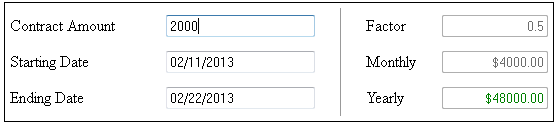 Contract Amount 2000 Factor 0.5
Starting Date 02/11/2013 Monthly $4000.00
Ending Date 02/22/2013 Yearly $48000.00